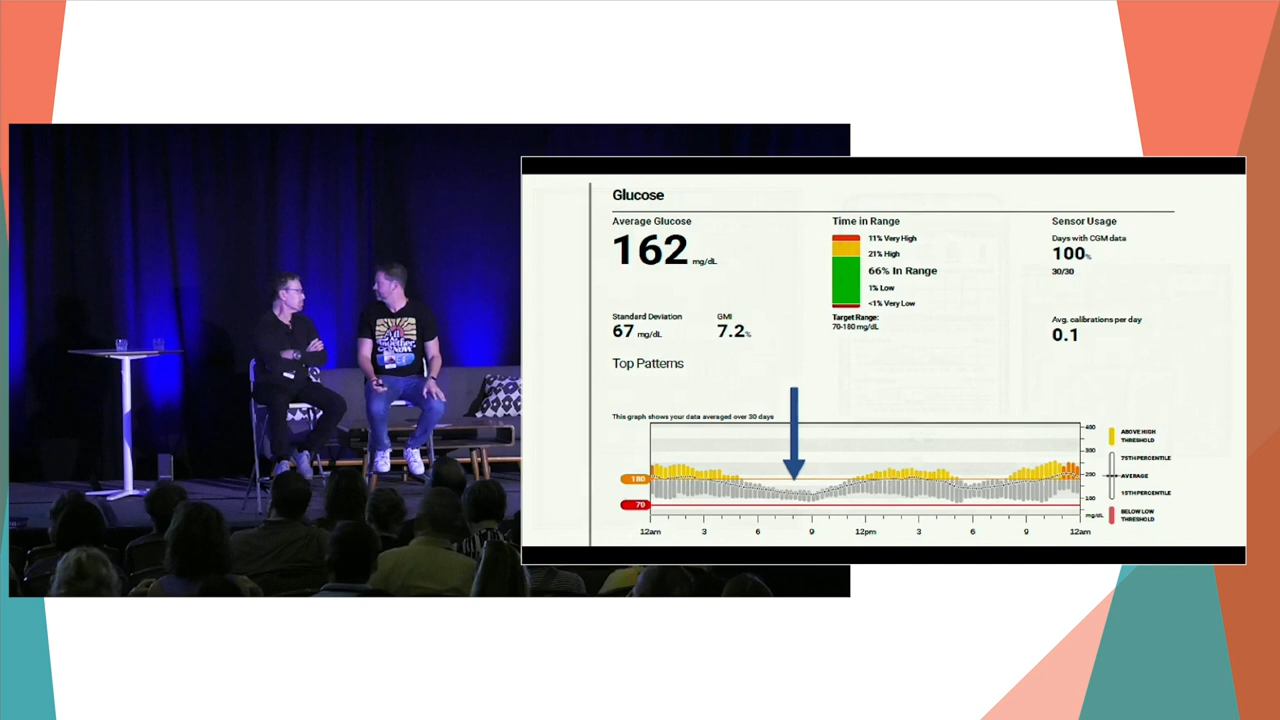 Glucose
Average Glucose
162 mg/dL
Standard Deviation
67 mg/dL
GMI
7.2%
Time in Range
11% Very High
21% High
66% In Range
1% Low
<1% Very Low
Target Range:
70-180 mg/dL
Sensor Usage
Days with CGM data
100%
30/30
Avg. calibrations per day
0.1
Top Patterns
This graph shows your data averaged over 30 days
400
300
200
100
mg/dL
180
70
12am 3 6 9 12pm 3 6 9 12am
ABOVE HIGH
THRESHOLD
75TH PERCENTILE
AVERAGE
15TH PERCENTILE
BELOW LOW
THRESHOLD